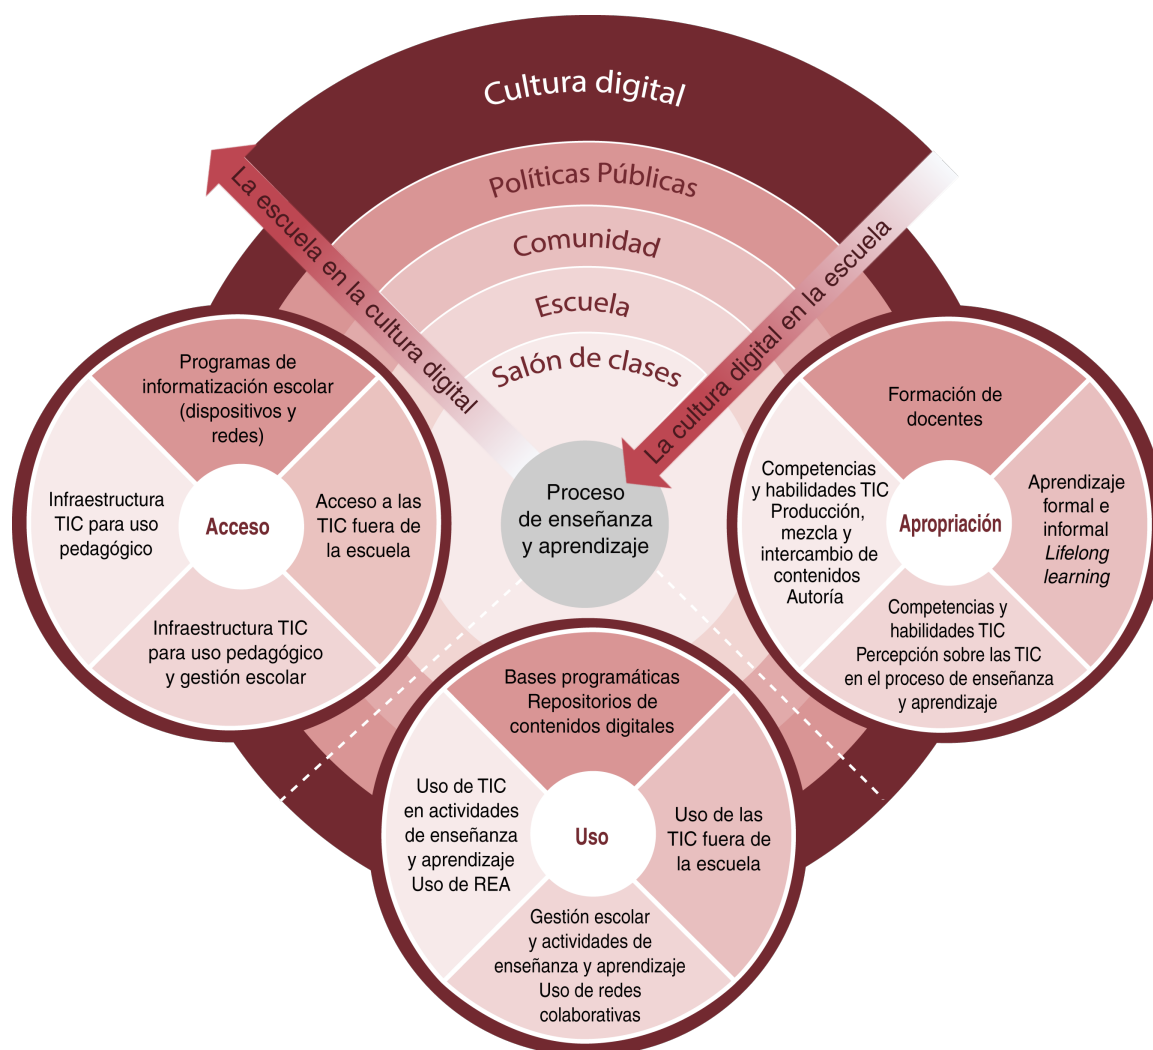 Cultura digital
Políticas Públicas
Comunidad
Escuela
Salón de clases
La escuela en la cultura digital
La cultura digital en la escuela
Proceso
de enseñanza
y aprendizaje
Programas de
informatización escolar
(dispositivos y
redes)
Infraestructura
TIC para uso
pedagógico
Acceso
Acceso a las
TIC fuera de
la escuela
Infraestructura TIC
para uso pedagógico
y gestión escolar
Formación de
docentes
Competencias
y habilidades TIC
Producción,
mezcla y
intercambio de
contenidos
Autoría
Apropiación
Aprendizaje
formal e
informal
Lifelong
learning
Competencias y
habilidades TIC
Percepción sobre las TIC
en el proceso de enseñanza
y aprendizaje
Bases programáticas
Repositorios de
contenidos digitales
Uso de TIC
en actividades
de enseñanza
y aprendizaje
Uso de REA
Uso
Uso de las
TIC fuera de
la escuela
Gestión escolar
y actividades de
enseñanza y aprendizaje
Uso de redes
colaborativas